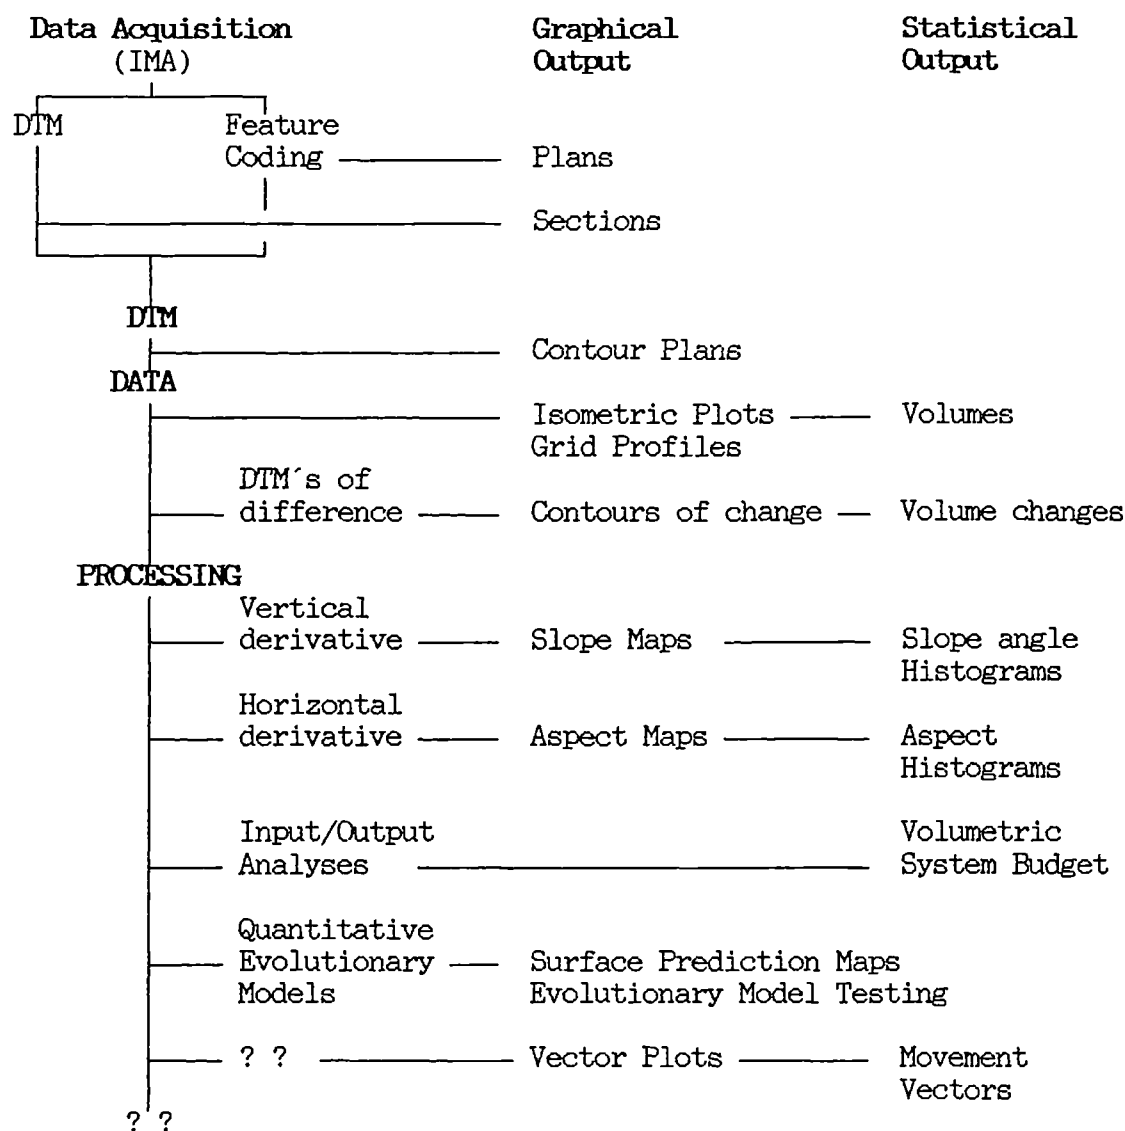 Data Acquisition Graphical Statistical
(IMA) Output Output
DTM Feature
Coding Plans
Sections
DTM
Contour Plans
DATA
Isometric Plots Volumes
Grid Profiles
DTM´s of
difference Contours of change Volume changes
PROCESSING
Vertical
derivative Slope Maps Slope angle
Histograms
Horizontal
derivative Aspect Maps Aspect
Histograms
Input/Output Volumetric
Analyses System Budget
Quantitative
Evolutionary Surface Prediction Maps
Models Evolutionary Model Testing
? ? Vector Plots Movement
Vectors
? ?